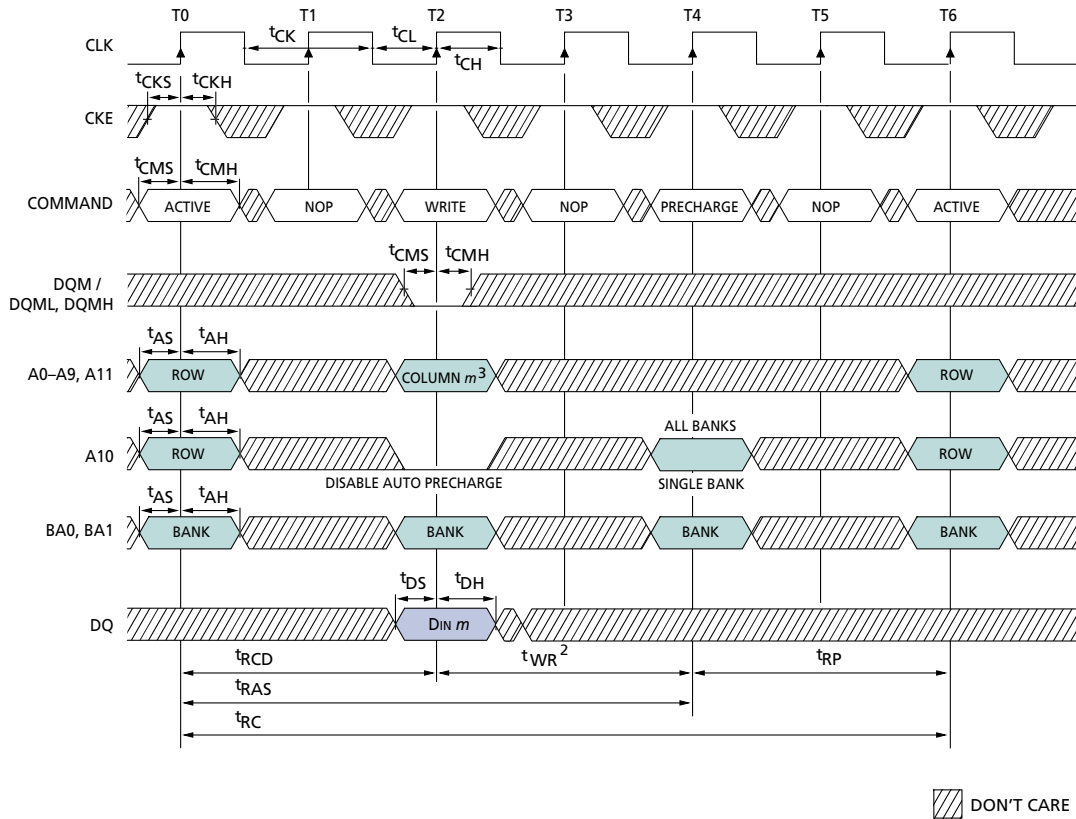 T0 T1 T2 T3 T4 T5 T6
CLK
tCK tCL
tCH
tCKS tCKH
CKE
tCMS tCMH
COMMAND
ACTIVE NOP WRITE NOP PRECHARGE NOP ACTIVE
tCMS tCMH
DQM /
DQML, DQMH
tAS tAH
A0–A9, A11
ROW COLUMN m3 ROW
tAS tAH
ALL BANKS
A10
ROW ROW
DISABLE AUTO PRECHARGE SINGLE BANK
tAS tAH
BA0, BA1
BANK BANK BANK BANK
tDS tDH
DQ
DIN m
tRCD tWR2 tRP
tRAS
tRC
DON'T CARE